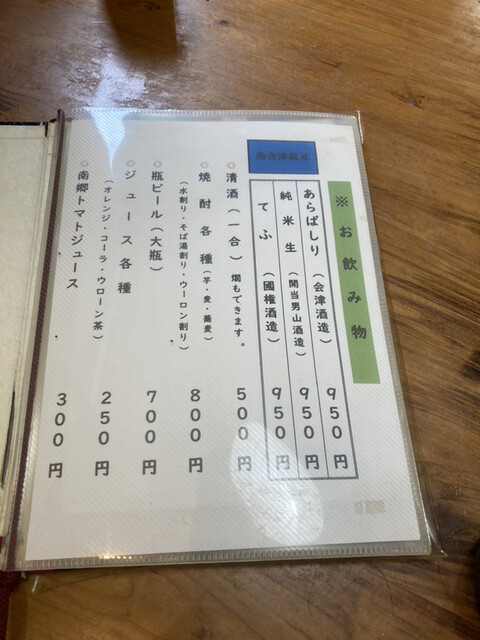 ※お飲み物
南会津蔵元
あらばしり（会津酒造）９５０円
純米生（開当男山酒造）９５０円
てふ（國権酒造）９５０円
◎清酒（一合）燗もできます。５００円
◎焼酎各種（芋・麦・蕎麦）８００円
（水割り・そば湯割り・ウーロン割り）
◎瓶ビール（大瓶）７００円
◎ジュース各種２５０円
（オレンジ・コーラ・ウローン茶）
◎南郷トマトジュース３００円